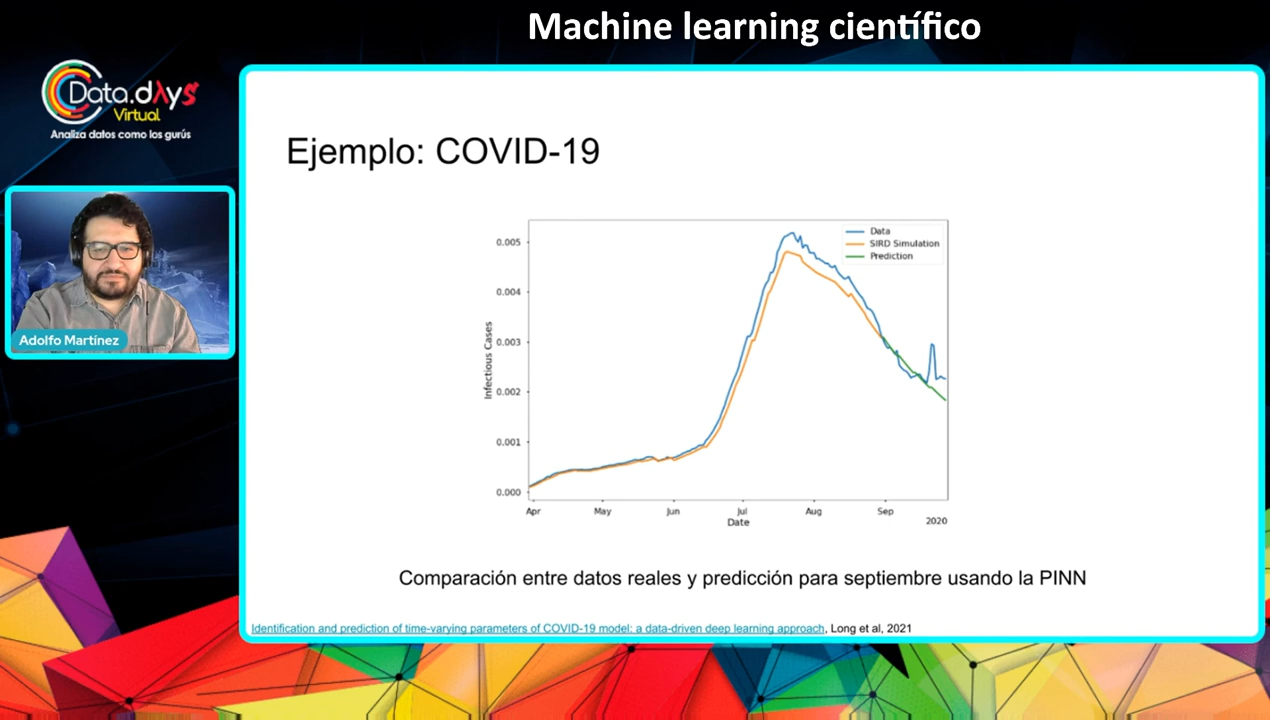 Machine learning científico
Data.dλys
Virtual
Analiza datos como los gurús
Adolfo Martínez
Ejemplo: COVID-19
Data
SIRD Simulation
Prediction
0.005
0.004
0.003
0.002
0.001
0.000
Infectious Cases
Apr May Jun Jul Aug Sep
Date
2020
Comparación entre datos reales y predicción para septiembre usando la PINN
Identification and prediction of time-varying parameters of COVID-19 model: a data-driven deep learning approach, Long et al, 2021